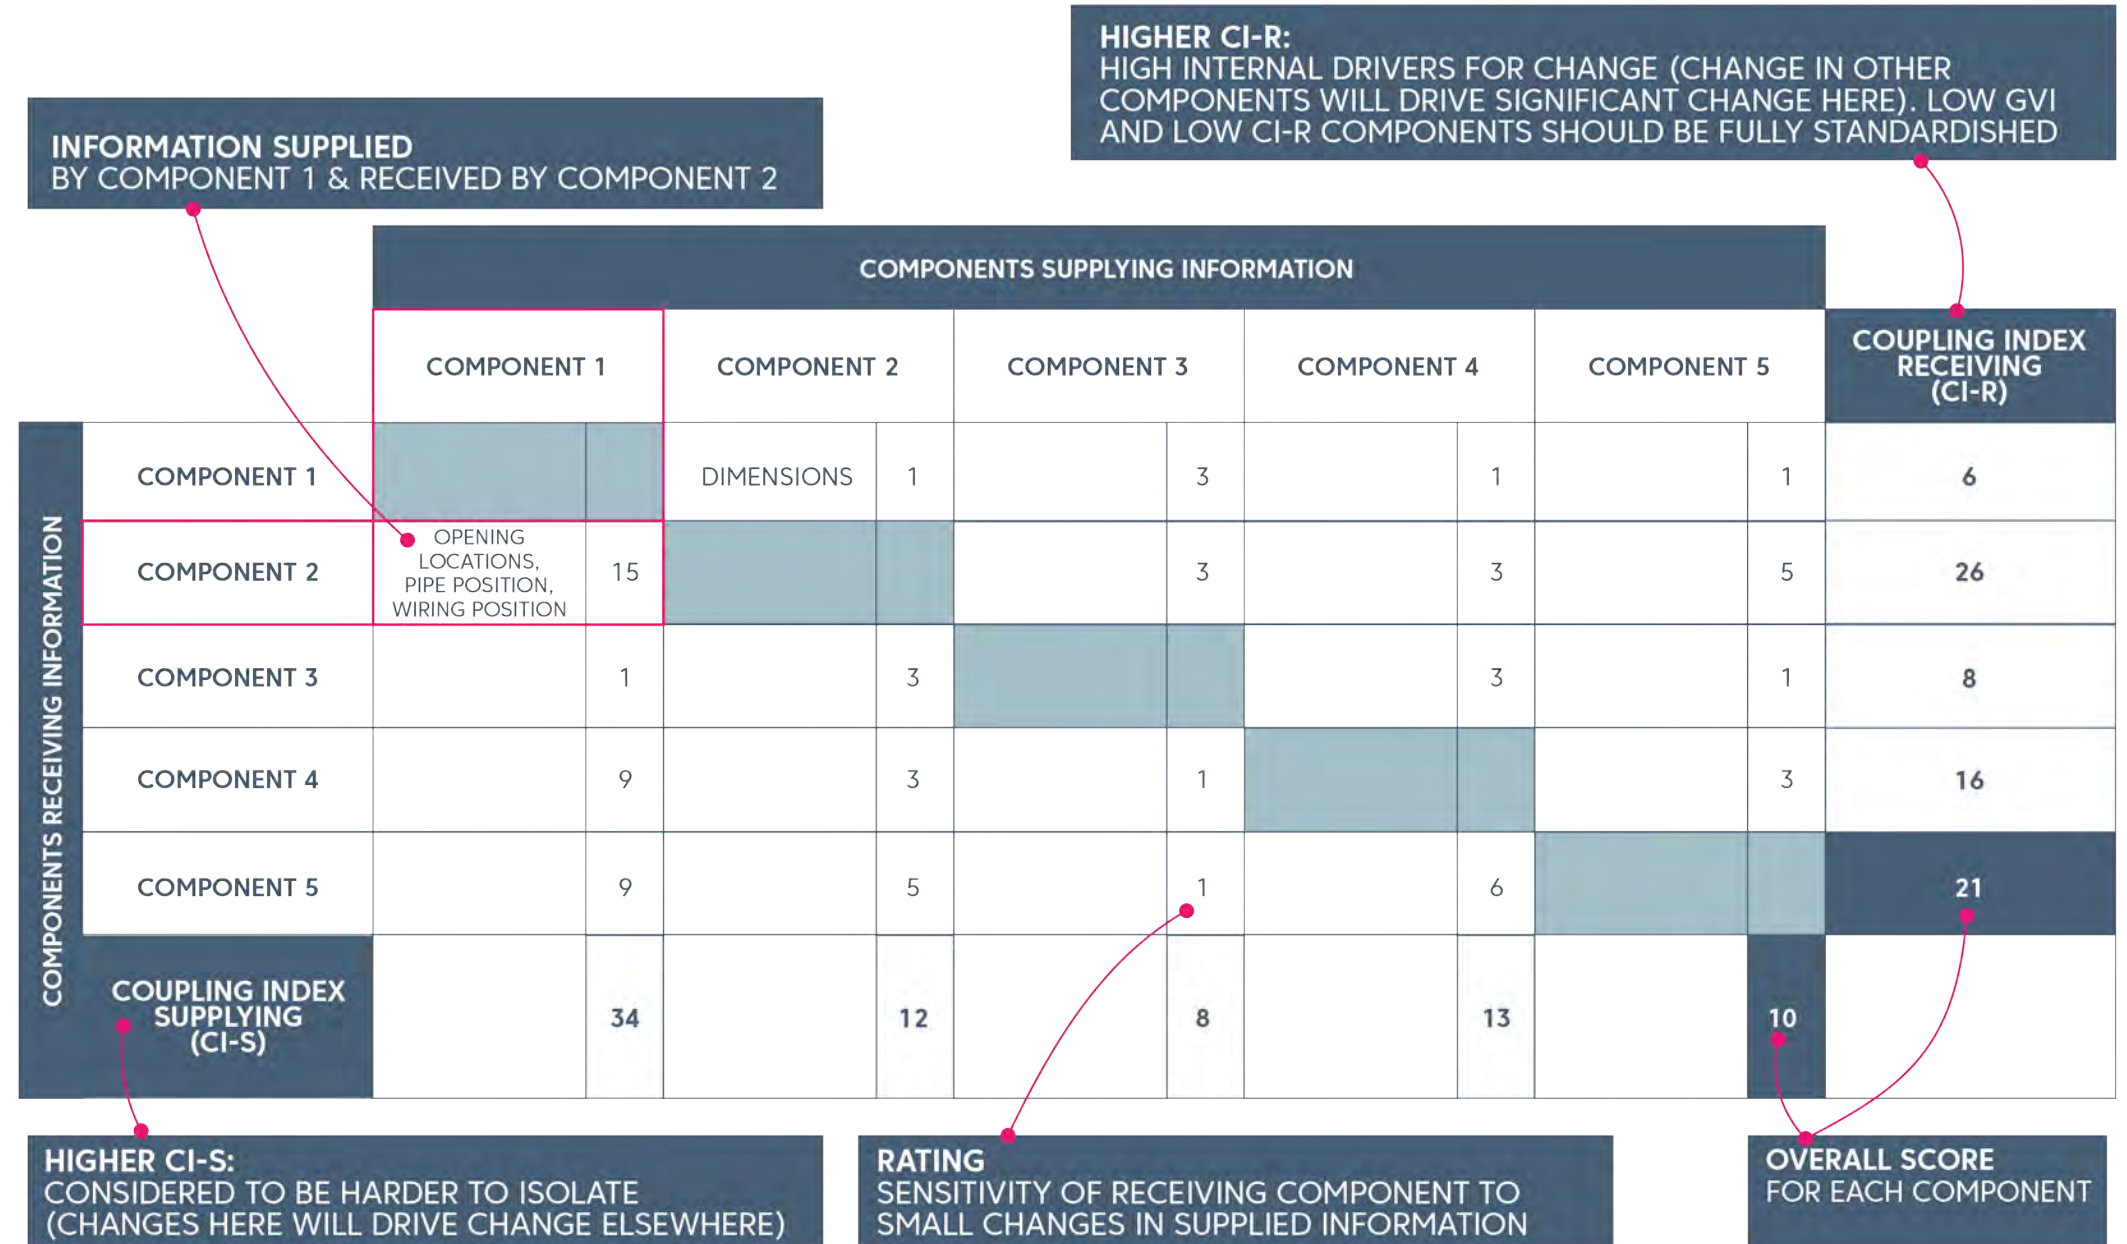 HIGHER CI-R:
HIGH INTERNAL DRIVERS FOR CHANGE (CHANGE IN OTHER
COMPONENTS WILL DRIVE SIGNIFICANT CHANGE HERE). LOW GVI
AND LOW CI-R COMPONENTS SHOULD BE FULLY STANDARDISHED
INFORMATION SUPPLIED
BY COMPONENT 1 & RECEIVED BY COMPONENT 2
COMPONENTS SUPPLYING INFORMATION
COMPONENT 1
COMPONENT 2
COMPONENT 3
COMPONENT 4
COMPONENT 5
COUPLING INDEX
RECEIVING
(CI-R)
COMPONENTS RECEIVING INFORMATION
COMPONENT 1
DIMENSIONS
1
3
1
1
6
COMPONENT 2
OPENING
LOCATIONS,
PIPE POSITION,
WIRING POSITION
15
3
3
5
26
COMPONENT 3
1
3
3
1
8
COMPONENT 4
9
3
1
3
16
COMPONENT 5
9
5
1
6
21
COUPLING INDEX
SUPPLYING
(CI-S)
34
12
8
13
10
HIGHER CI-S:
CONSIDERED TO BE HARDER TO ISOLATE
(CHANGES HERE WILL DRIVE CHANGE ELSEWHERE)
RATING
SENSITIVITY OF RECEIVING COMPONENT TO
SMALL CHANGES IN SUPPLIED INFORMATION
OVERALL SCORE
FOR EACH COMPONENT